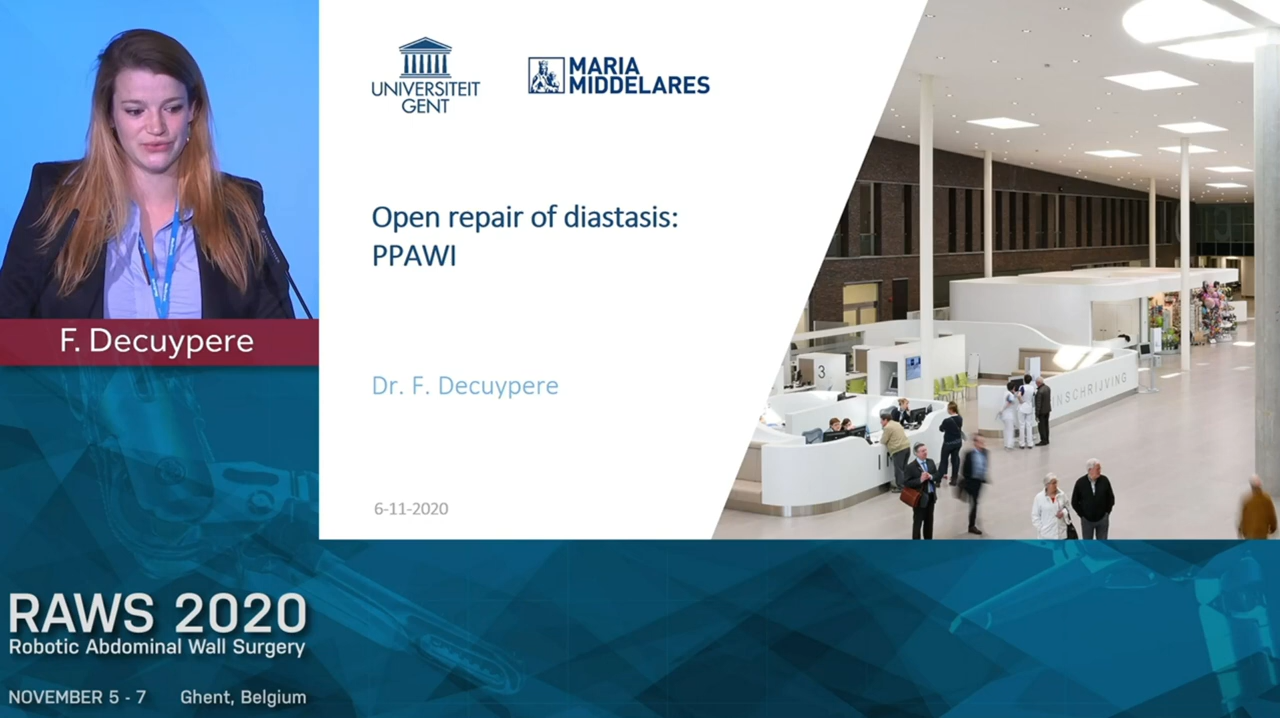 UNIVERSITEIT
GENT
MARIA
MIDDELARES
Open repair of diastasis:
PPAWI
Dr. F. Decuypere
6-11-2020
3
INSCHRIJVING
F. Decuypere
RAWS 2020
Robotic Abdominal Wall Surgery
NOVEMBER 5 - 7 Ghent, Belgium